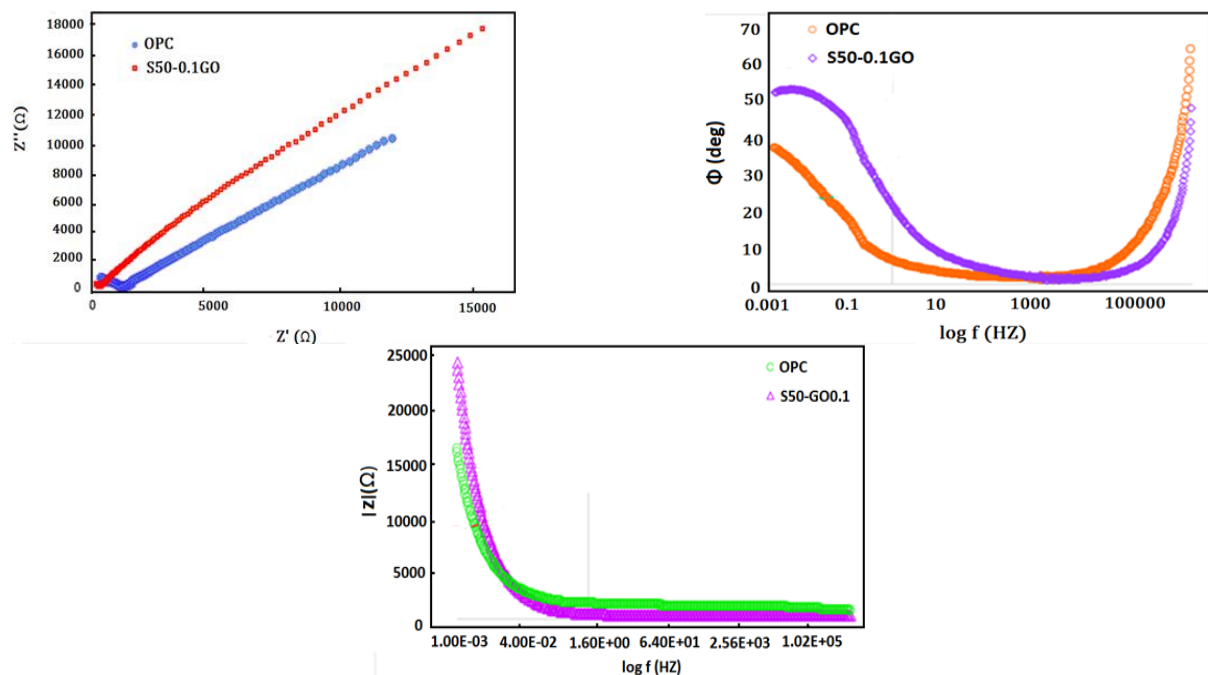 18000
16000
14000
12000
10000
8000
6000
4000
2000
0
Z''(Ω)
OPC
S50-0.1GO
0
5000
10000
15000
Z' (Ω)
70
60
50
40
30
20
10
0
Φ (deg)
OPC
S50-0.1GO
0.001
0.1
10
1000
100000
log f (HZ)
25000
20000
15000
10000
5000
0
|z|(Ω)
OPC
S50-GO0.1
1.00E-03
4.00E-02
1.60E+00
6.40E+01
2.56E+03
1.02E+05
log f (HZ)